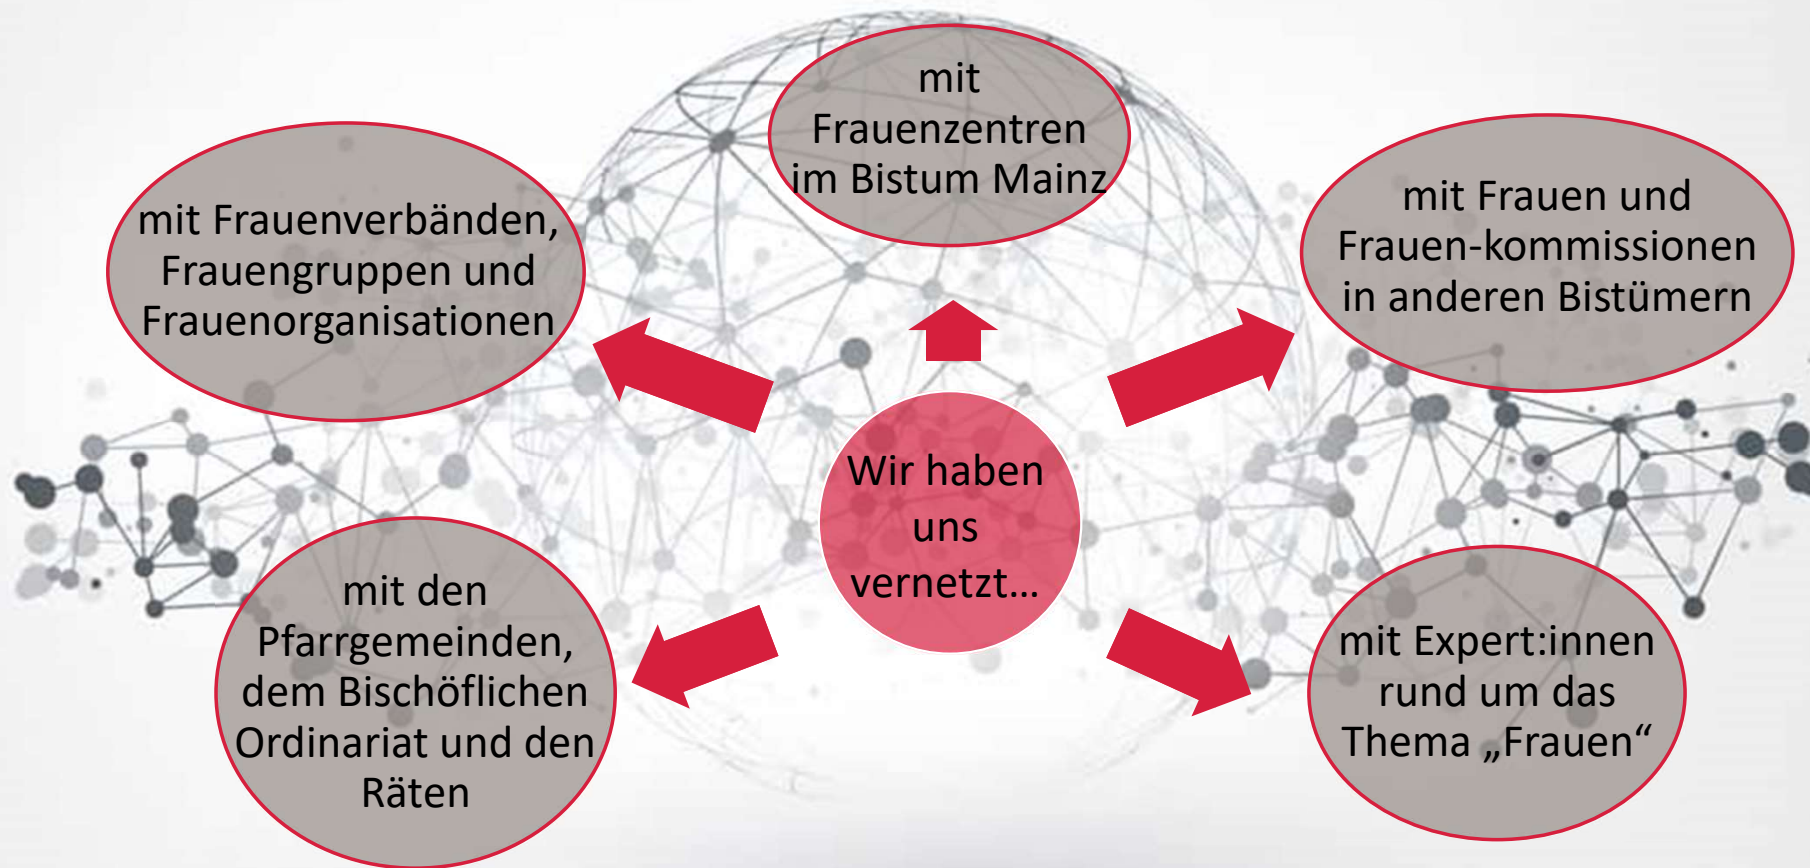 mit
Frauenzentren
im Bistum Mainz
mit Frauenverbänden,
Frauengruppen und
Frauenorganisationen
mit Frauen und
Frauen-kommissionen
in anderen Bistümern
Wir haben
uns
vernetzt...
mit den
Pfarrgemeinden,
dem Bischöflichen
Ordinariat und den
Räten
mit Expert:innen
rund um das
Thema „Frauen“